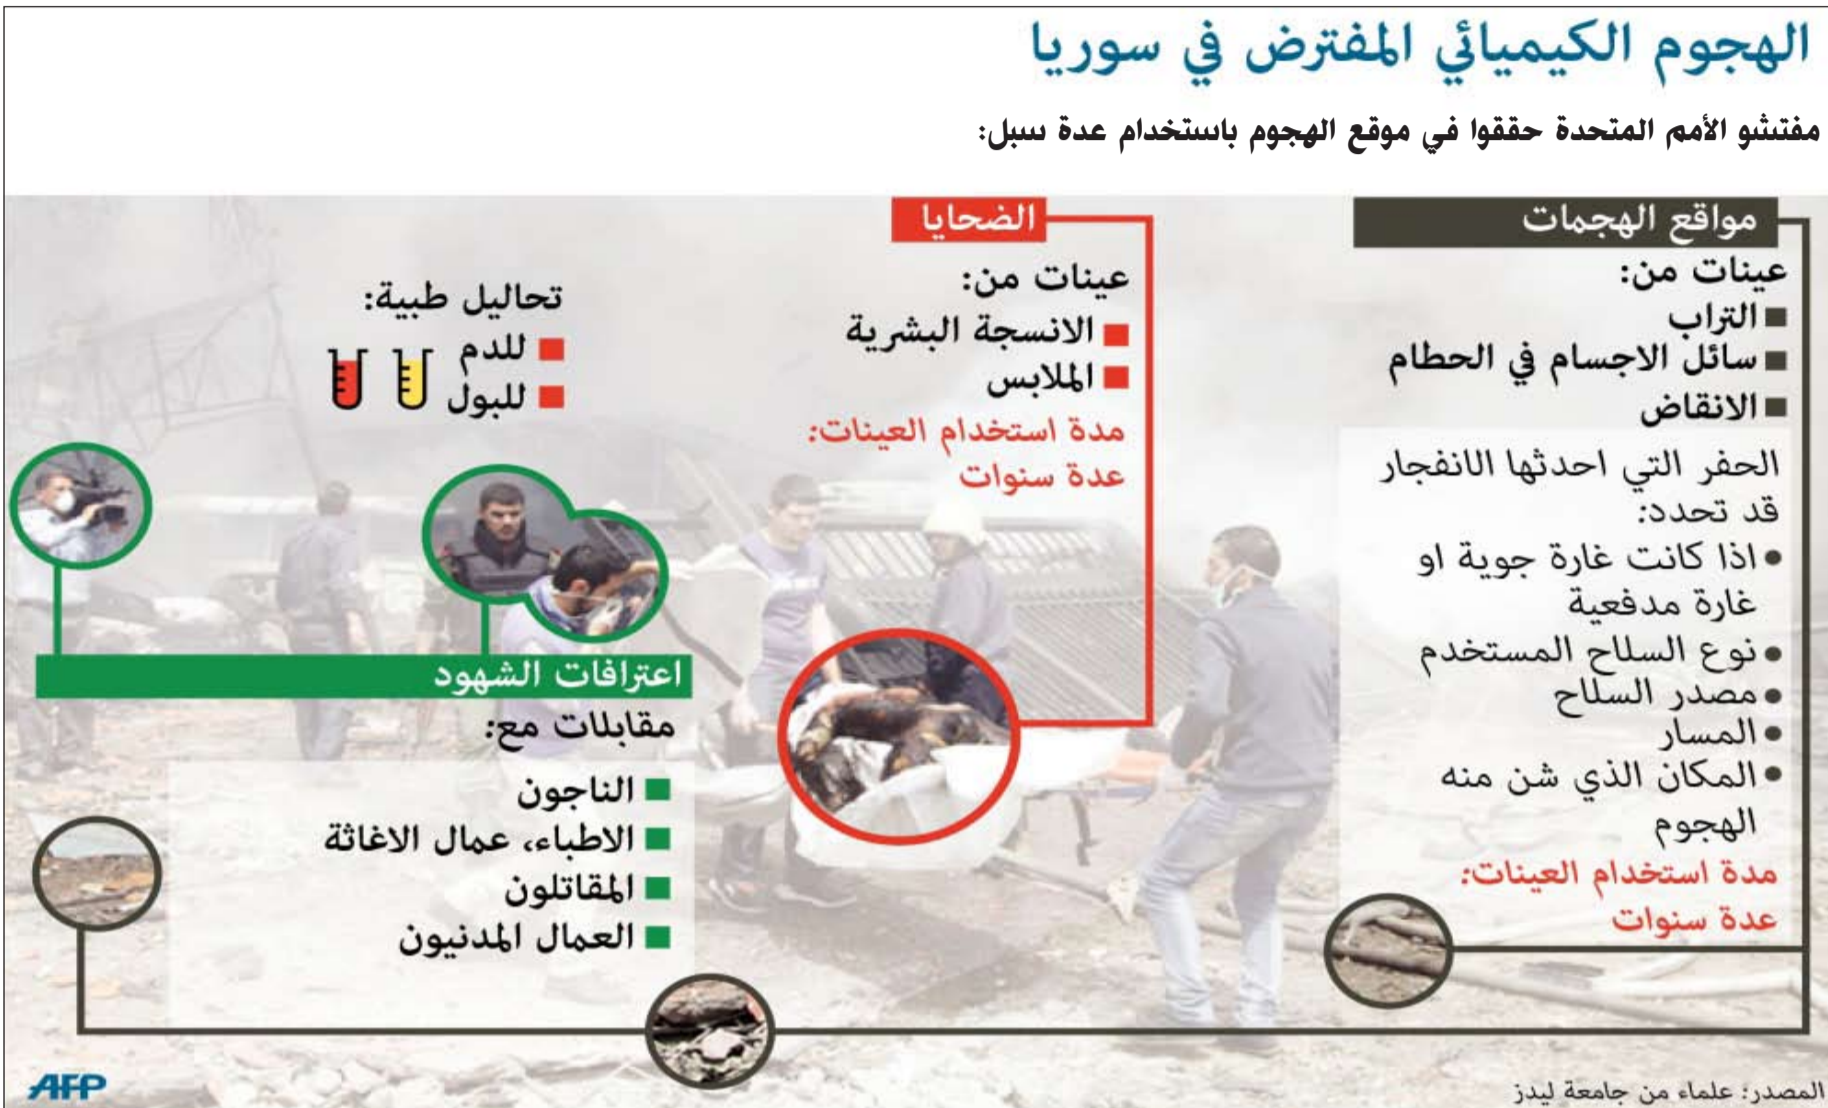 الهجوم الكيميائي المفترض في سوريا
مفتشو الأمم المتحدة حققوا في موقع الهجوم باستخدام عدة سبل:
مواقع الهجمات
عينات من:
التراب
سائل الاجسام في الحطام
الانقاض
الحفر التي احدثها الانفجار
قد تحدد:
• اذا كانت غارة جوية او
غارة مدفعية
• نوع السلاح المستخدم
• مصدر السلاح
• المسار
• المكان الذي شن منه
الهجوم
مدة استخدام العينات:
عدة سنوات
الضحايا
عينات من:
الانسجة البشرية
الملابس
مدة استخدام العينات:
عدة سنوات
تحاليل طبية:
للدم
للبول
اعترافات الشهود
مقابلات مع:
الناجون
الاطباء، عمال الاغاثة
المقاتلون
العمال المدنيون
المصدر: علماء من جامعة ليدز
AFP